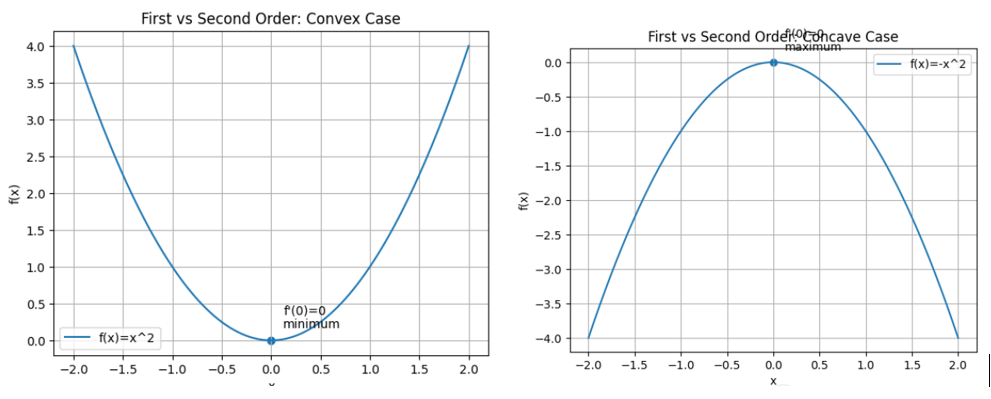 First vs Second Order: Convex Case
4.0
3.5
3.0
2.5
2.0
1.5
1.0
0.5
0.0
f(x)
f'(0)=0
minimum
f(x)=x^2
−2.0 −1.5 −1.0 −0.5 0.0 0.5 1.0 1.5 2.0
x
First vs Second Order: Concave Case
f'(0)=0
maximum
f(x)=-x^2
0.0
−0.5
−1.0
−1.5
−2.0
−2.5
−3.0
−3.5
−4.0
f(x)
−2.0 −1.5 −1.0 −0.5 0.0 0.5 1.0 1.5 2.0
x